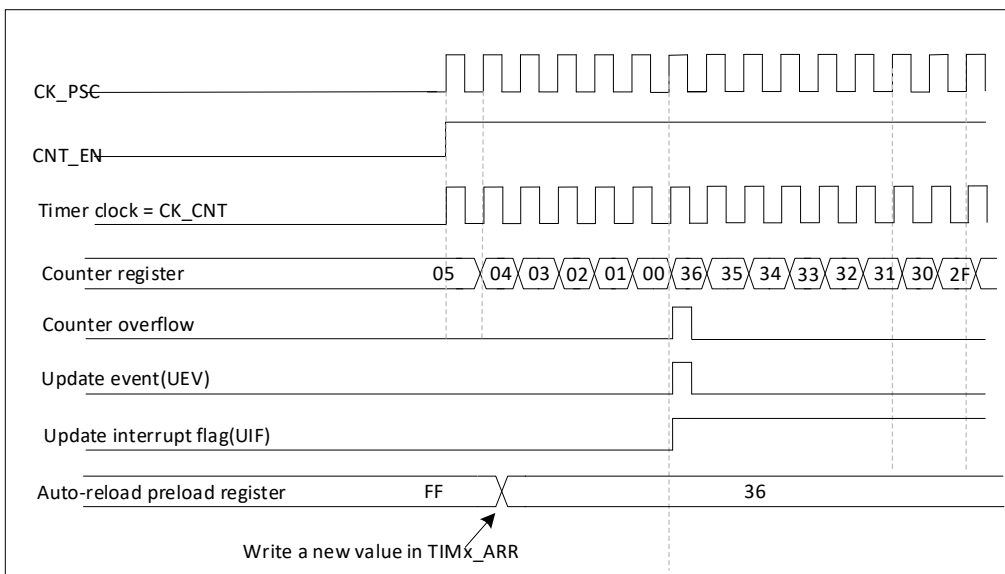 CK_PSC
CNT_EN
Timer clock = CK_CNT
Counter register 05 04 03 02 01 00 36 35 34 33 32 31 30 2F
Counter overflow
Update event(UEV)
Update interrupt flag(UIF)
Auto-reload preload register FF 36
Write a new value in TIMx_ARR